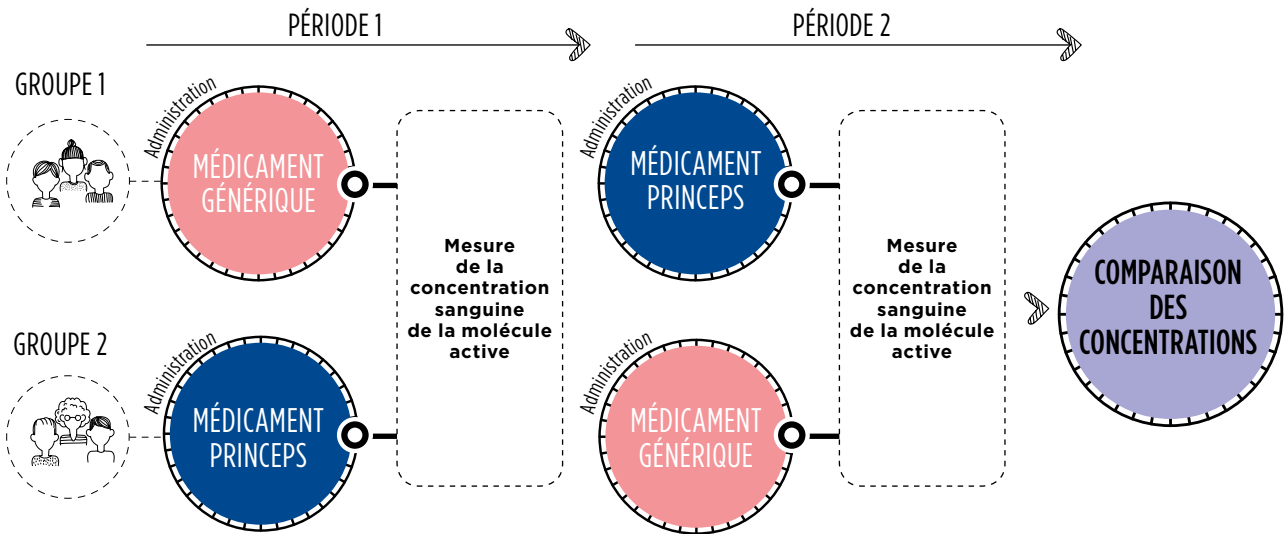 PÉRIODE 1
PÉRIODE 2
GROUPE 1
Administration
MÉDICAMENT
GÉNÉRIQUE
Administration
MÉDICAMENT
PRINCEPS
Mesure
de la
concentration
sanguine
de la molécule
active
Mesure
de la
concentration
sanguine
de la molécule
active
COMPARAISON
DES
CONCENTRATIONS
GROUPE 2
Administration
MÉDICAMENT
PRINCEPS
Administration
MÉDICAMENT
GÉNÉRIQUE